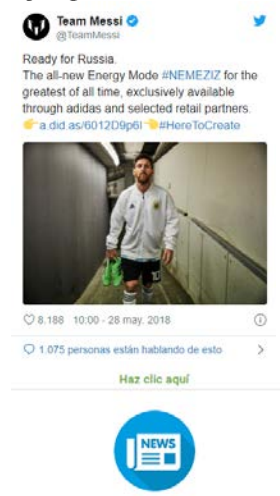 Team Messi
@TeamMessi
Ready for Russia.
The all-new Energy Mode #NEMEZIZ for the
greatest of all time, exclusively available
through adidas and selected retail partners.
👉a.did.as/6012D9p6I👈#HereToCreate
10
8.188 10:00 - 28 may. 2018
1.075 personas están hablando de esto
Haz clic aquí
NEWS